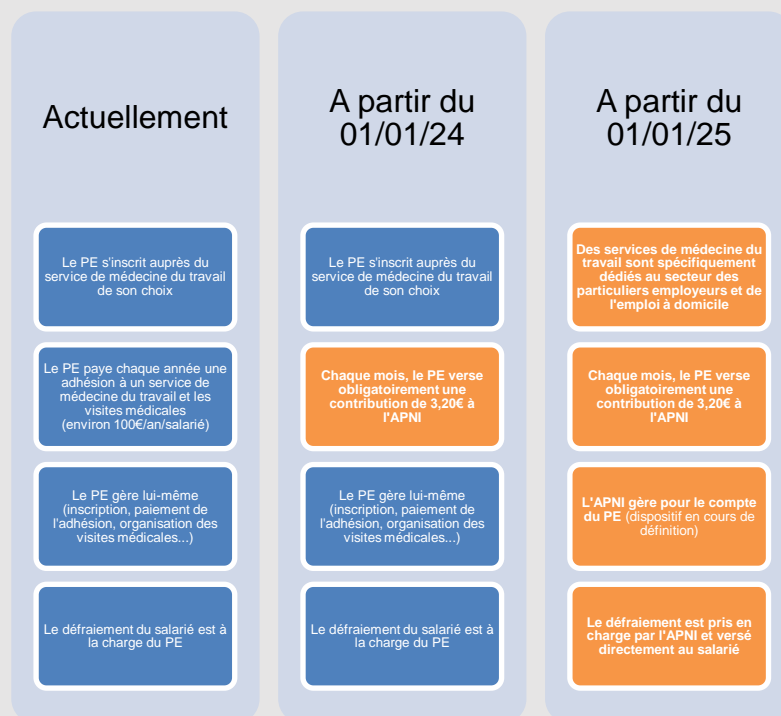 Actuellement
Le PE s'inscrit auprès du
service de médecine du travail
de son choix
Le PE paye chaque année une
adhésion à un service de
médecine du travail et les
visites médicales
(environ 100€/an/salarié)
Le PE gère lui-même
(inscription, paiement de
l'adhésion, organisation des
visites médicales...)
Le défraiement du salarié est à
la charge du PE
A partir du
01/01/24
Le PE s'inscrit auprès du
service de médecine du travail
de son choix
Chaque mois, le PE verse
obligatoirement une
contribution de 3,20€ à
l'APNI
Le PE gère lui-même
(inscription, paiement de
l'adhésion, organisation des
visites médicales...)
Le défraiement du salarié est à
la charge du PE
A partir du
01/01/25
Des services de médecine du
travail sont spécifiquement
dédiés au secteur des
particuliers employeurs et de
l'emploi à domicile
Chaque mois, le PE verse
obligatoirement une
contribution de 3,20€ à
l'APNI
L'APNI gère pour le compte
du PE (dispositif en cours de
définition)
Le défraiement est pris en
charge par l'APNI et versé
directement au salarié